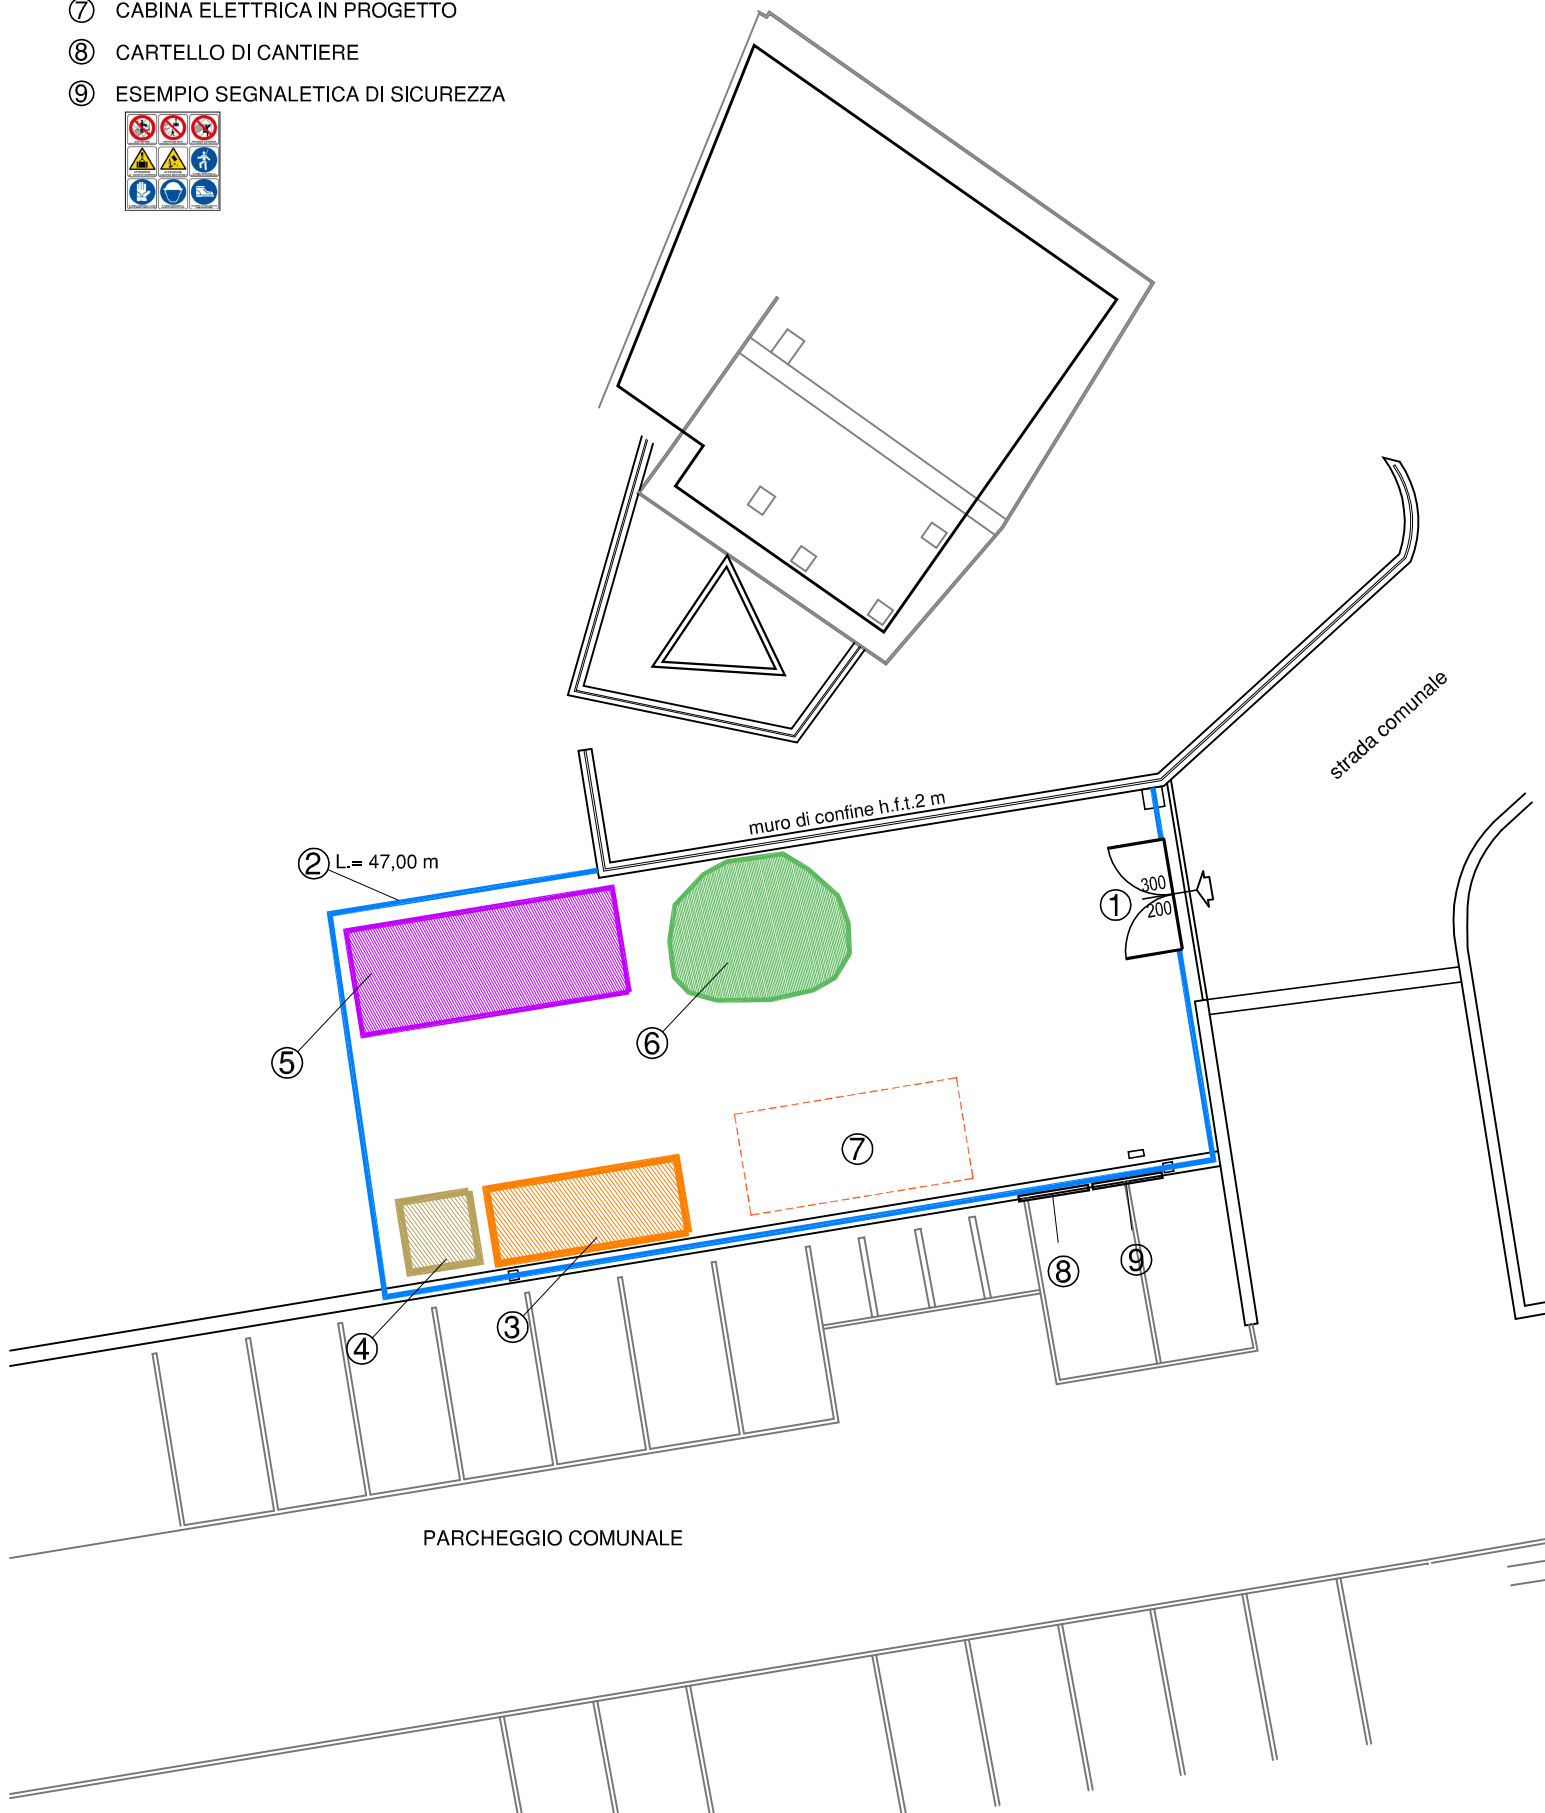 ⑦ CABINA ELETTRICA IN PROGETTO
⑧ CARTELLO DI CANTIERE
⑨ ESEMPIO SEGNALETICA DI SICUREZZA
strada comunale
muro di confine h.f.t.2 m
② L.= 47,00 m
300
① 200
⑤
⑥
⑦
⑧
⑨
③
④
PARCHEGGIO COMUNALE